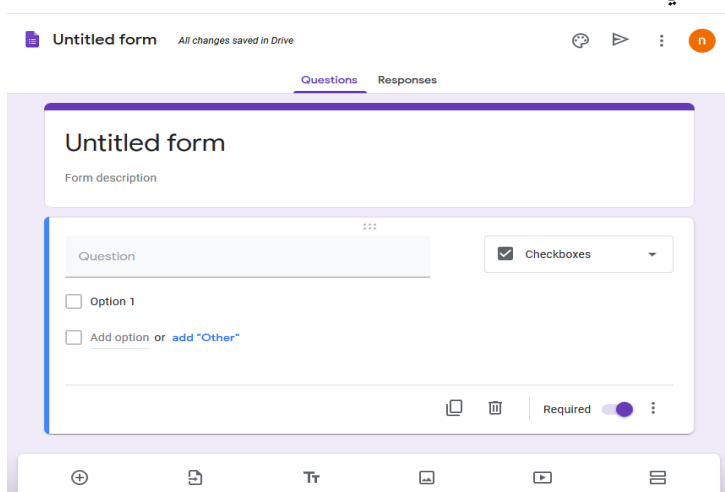 Untitled form All changes saved in Drive n
Questions Responses
Untitled form
Form description
Question Checkboxes
Option 1
Add option or add "Other"
Required
Tт